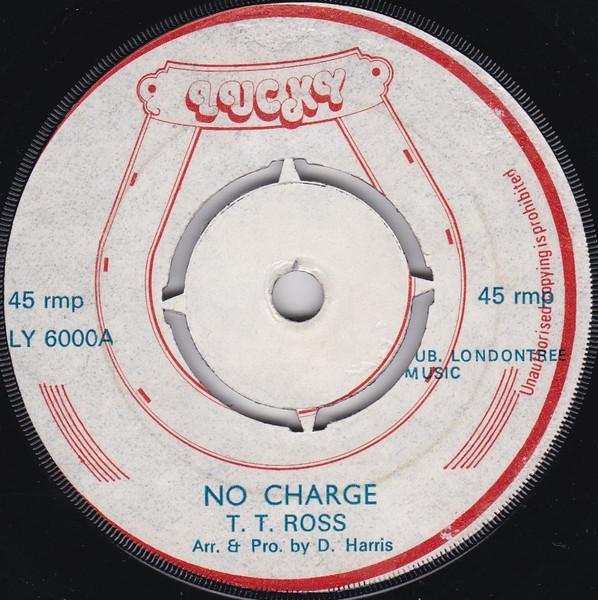 LUCKY
45 rmp
45 rmp
LY 6000A
UB. LONDONTREE
MUSIC
Unauthorised copying is prohibited
NO CHARGE
T. T. ROSS
Arr. & Pro. by D. Harris